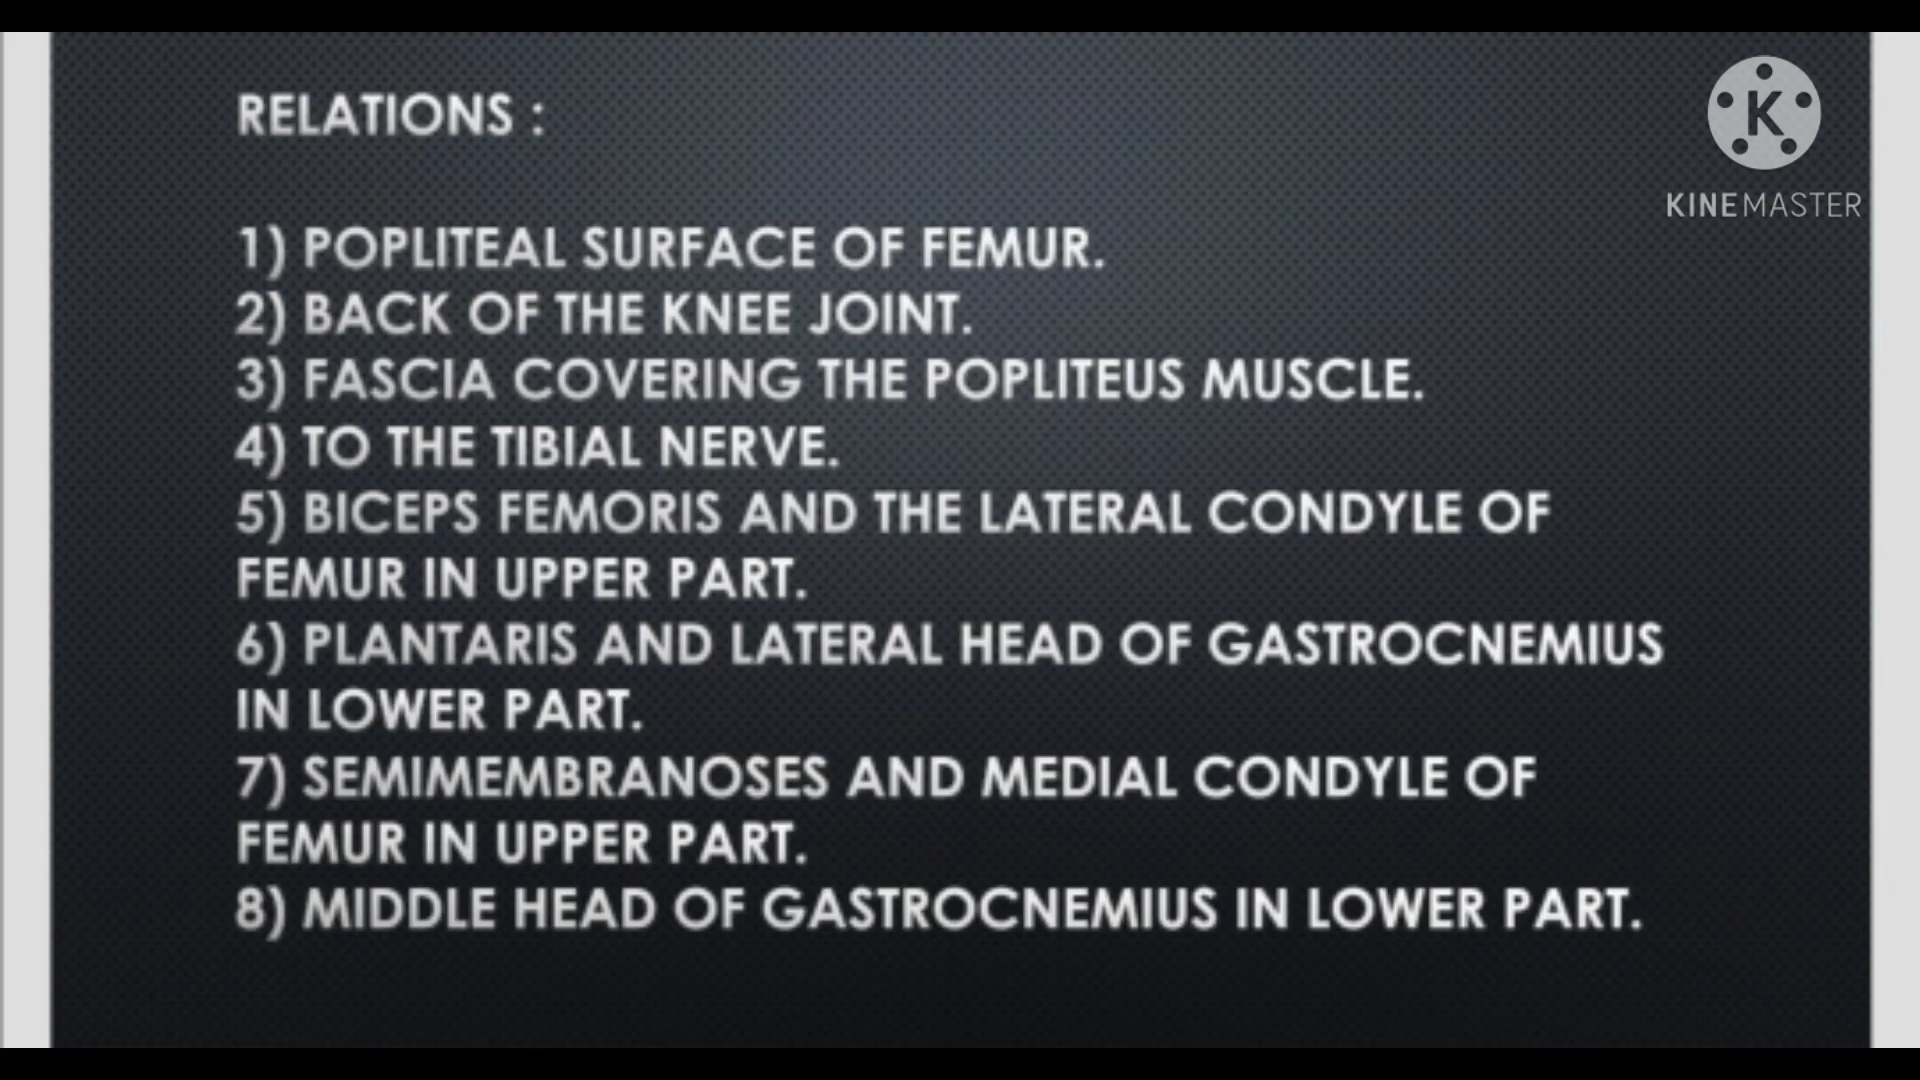 RELATIONS :
K
KINEMASTER
1) POPLITEAL SURFACE OF FEMUR.
2) BACK OF THE KNEE JOINT.
3) FASCIA COVERING THE POPLITEUS MUSCLE.
4) TO THE TIBIAL NERVE.
5) BICEPS FEMORIS AND THE LATERAL CONDYLE OF
FEMUR IN UPPER PART.
6) PLANTARIS AND LATERAL HEAD OF GASTROCNEMIUS
IN LOWER PART.
7) SEMIMEMBRANOSES AND MEDIAL CONDYLE OF
FEMUR IN UPPER PART.
8) MIDDLE HEAD OF GASTROCNEMIUS IN LOWER PART.